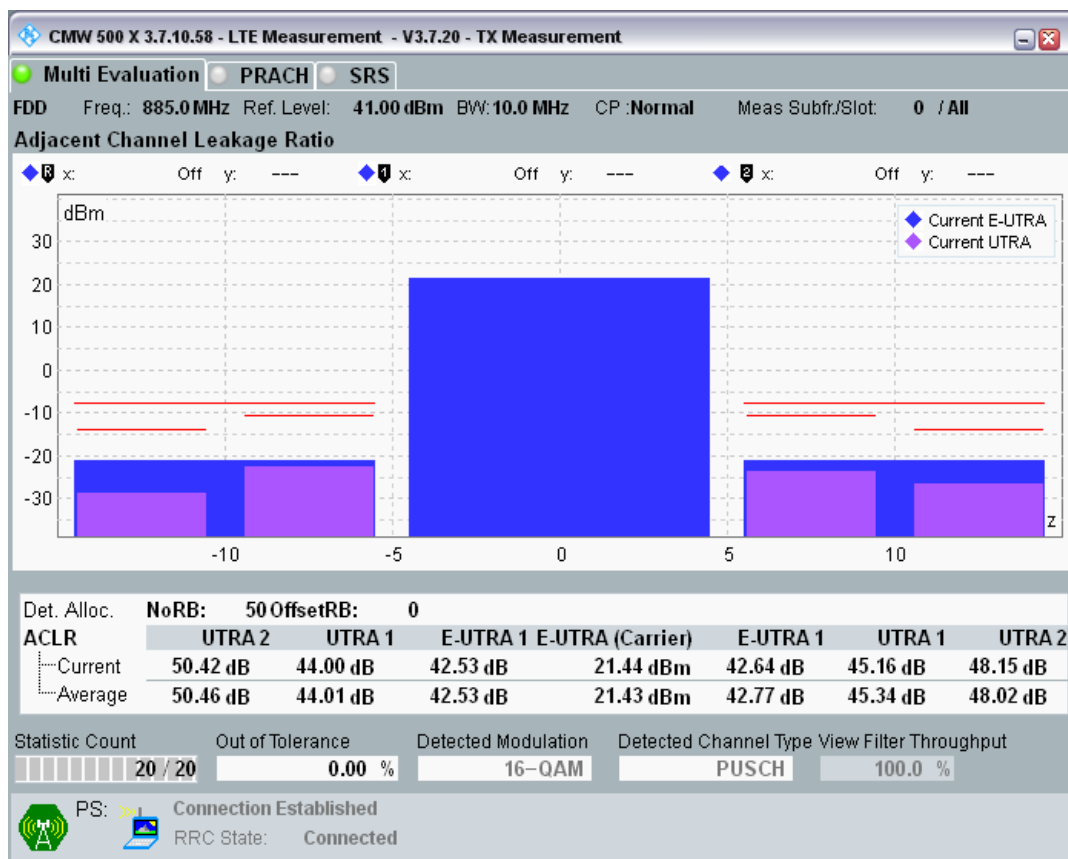 CMW 500 X 3.7.10.58 - LTE Measurement - V3.7.20 - TX Measurement
Multi Evaluation PRACH SRS
FDD Freq.: 885.0 MHz Ref. Level: 41.00 dBm BW: 10.0 MHz CP :Normal Meas Subfr./Slot: 0 / All
Adjacent Channel Leakage Ratio
R x: Off y: --- 1 x: Off y: --- 2 x: Off y: ---
dBm
Current E-UTRA
Current UTRA
30
20
10
0
-10
-20
-30
z
-10 -5 0 5 10
Det. Alloc. NoRB: 50 OffsetRB: 0
ACLR UTRA 2 UTRA 1 E-UTRA 1 E-UTRA (Carrier) E-UTRA 1 UTRA 1 UTRA 2
Current 50.42 dB 44.00 dB 42.53 dB 21.44 dBm 42.64 dB 45.16 dB 48.15 dB
Average 50.46 dB 44.01 dB 42.53 dB 21.43 dBm 42.77 dB 45.34 dB 48.02 dB
Statistic Count Out of Tolerance Detected Modulation Detected Channel Type View Filter Throughput
20 / 20 0.00 % 16-QAM PUSCH 100.0 %
PS: Connection Established
RRC State: Connected